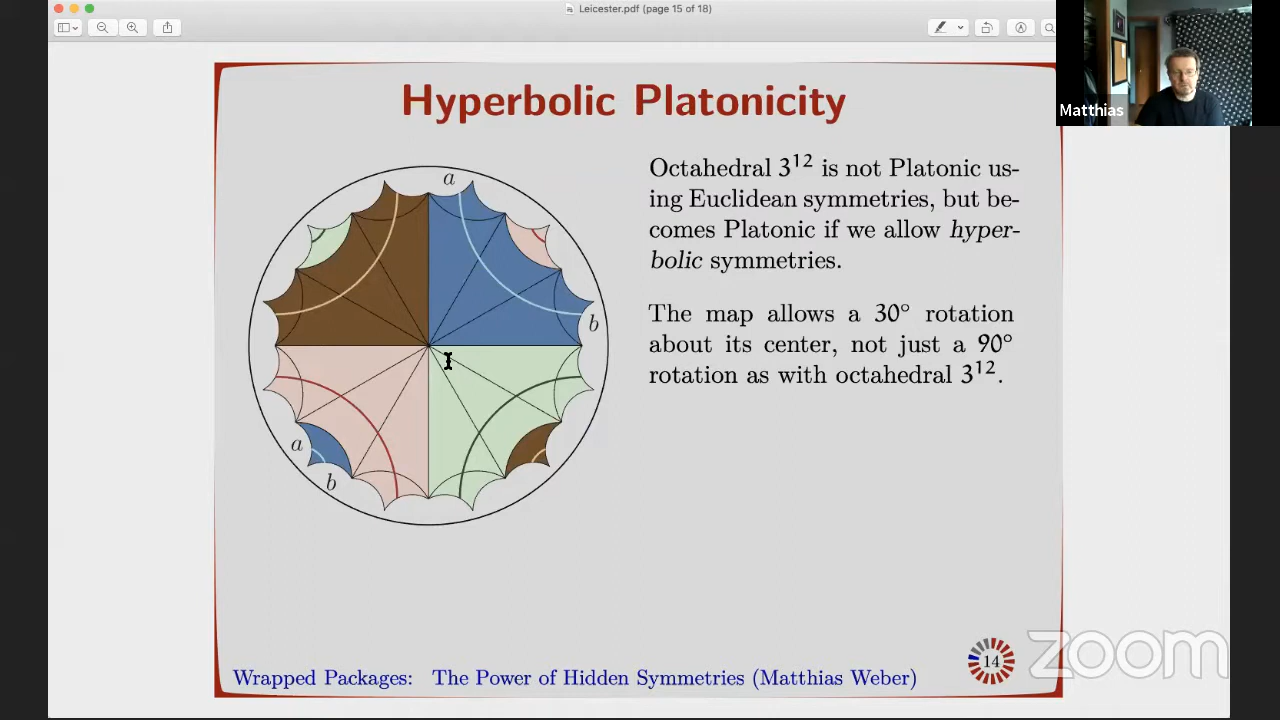 Leicester.pdf (page 15 of 18)
Matthias
Hyperbolic Platonicity
Octahedral 3¹² is not Platonic us-
ing Euclidean symmetries, but be-
comes Platonic if we allow hyper-
bolic symmetries.
The map allows a 30° rotation
about its center, not just a 90°
rotation as with octahedral 3¹².
a
b
a
b
Wrapped Packages: The Power of Hidden Symmetries (Matthias Weber)
14
zoom